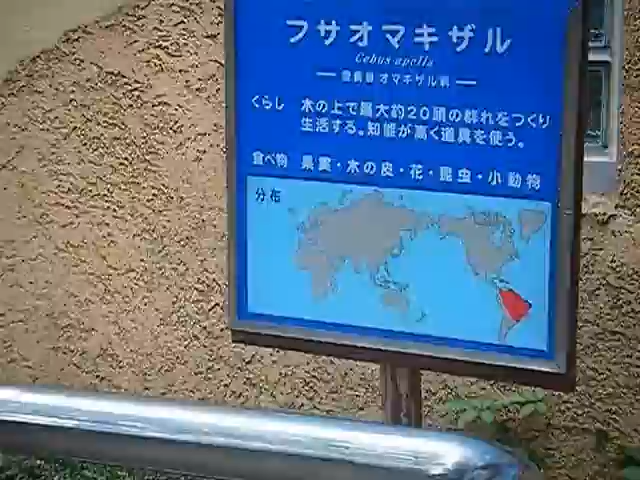 フサオマキザル
Cebus apella
霊長目 オマキザル科
くらし 木の上で最大約20頭の群れをつくり
生活する。知能が高く道具を使う。
食べ物 果実・木の皮・花・昆虫・小動物
分布